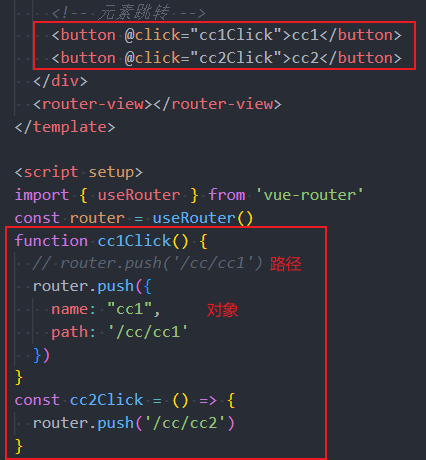 <!-- 元素跳转 -->
<button @click="cc1Click">cc1</button>
<button @click="cc2Click">cc2</button>
</div>
<router-view></router-view>
</template>
<script setup>
import { useRouter } from 'vue-router'
const router = useRouter()
function cc1Click() {
// router.push('/cc/cc1') 路径
router.push({
name: "cc1", 对象
path: '/cc/cc1'
})
}
const cc2Click = () => {
router.push('/cc/cc2')
}